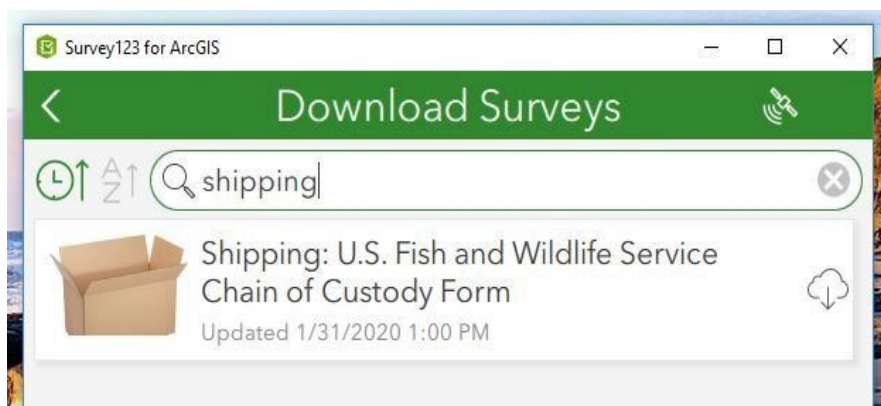 Survey123 for ArcGIS
Download Surveys
A
Z
shipping
Shipping: U.S. Fish and Wildlife Service
Chain of Custody Form
Updated 1/31/2020 1:00 PM